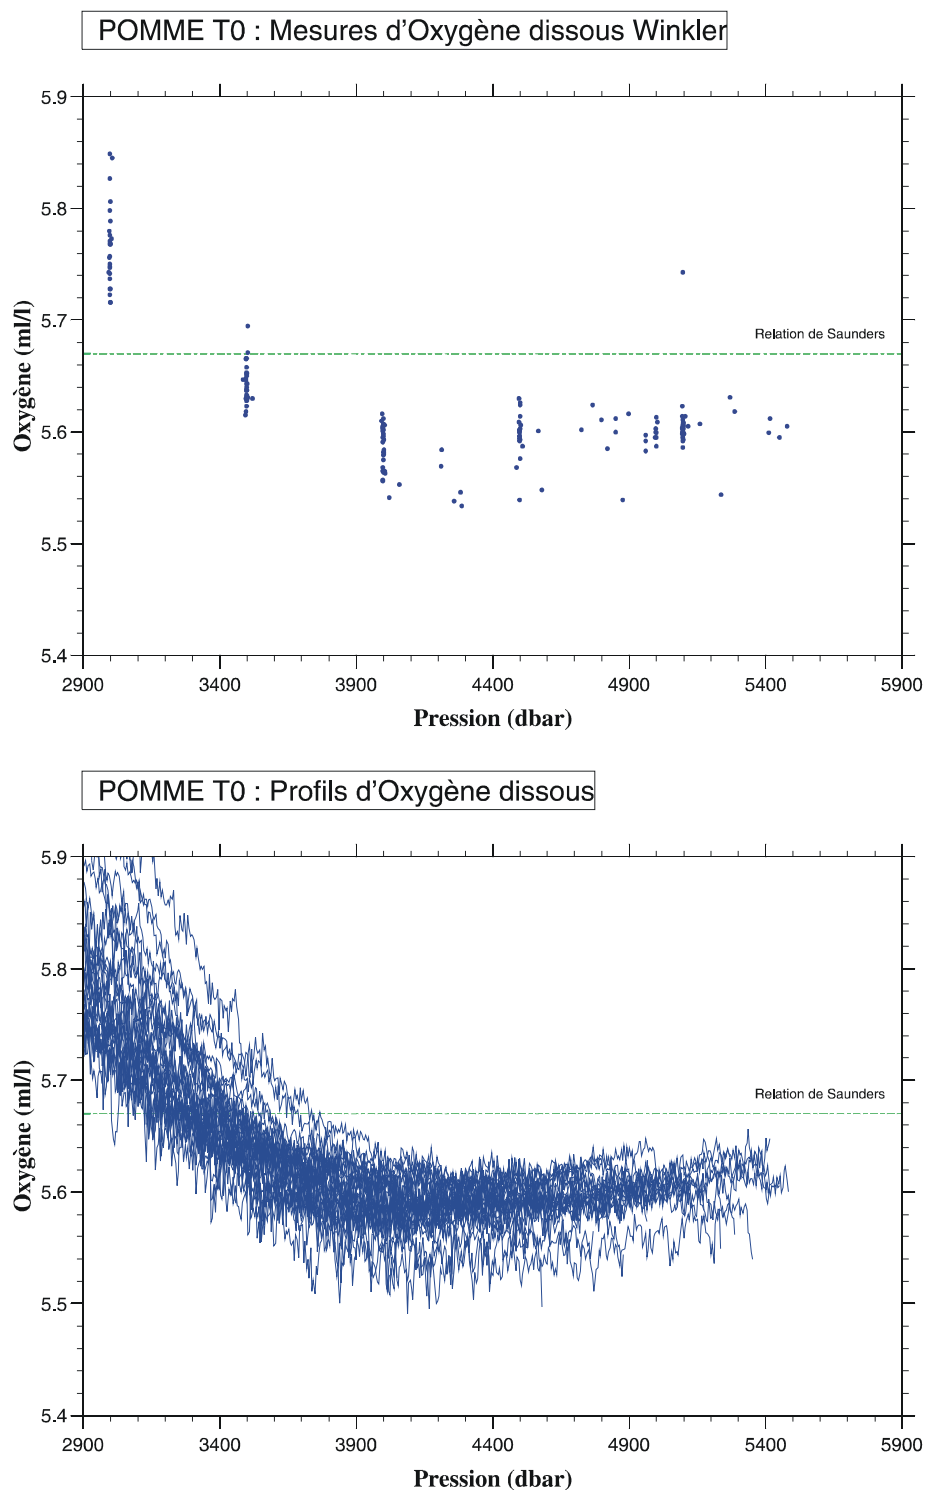 POMME T0 : Mesures d'Oxygène dissous Winkler
5.9
5.8
5.7
5.6
5.5
5.4
Oxygène (ml/l)
Relation de Saunders
2900 3400 3900 4400 4900 5400 5900
Pression (dbar)
POMME T0 : Profils d'Oxygène dissous
5.9
5.8
5.7
5.6
5.5
5.4
Oxygène (ml/l)
Relation de Saunders
2900 3400 3900 4400 4900 5400 5900
Pression (dbar)